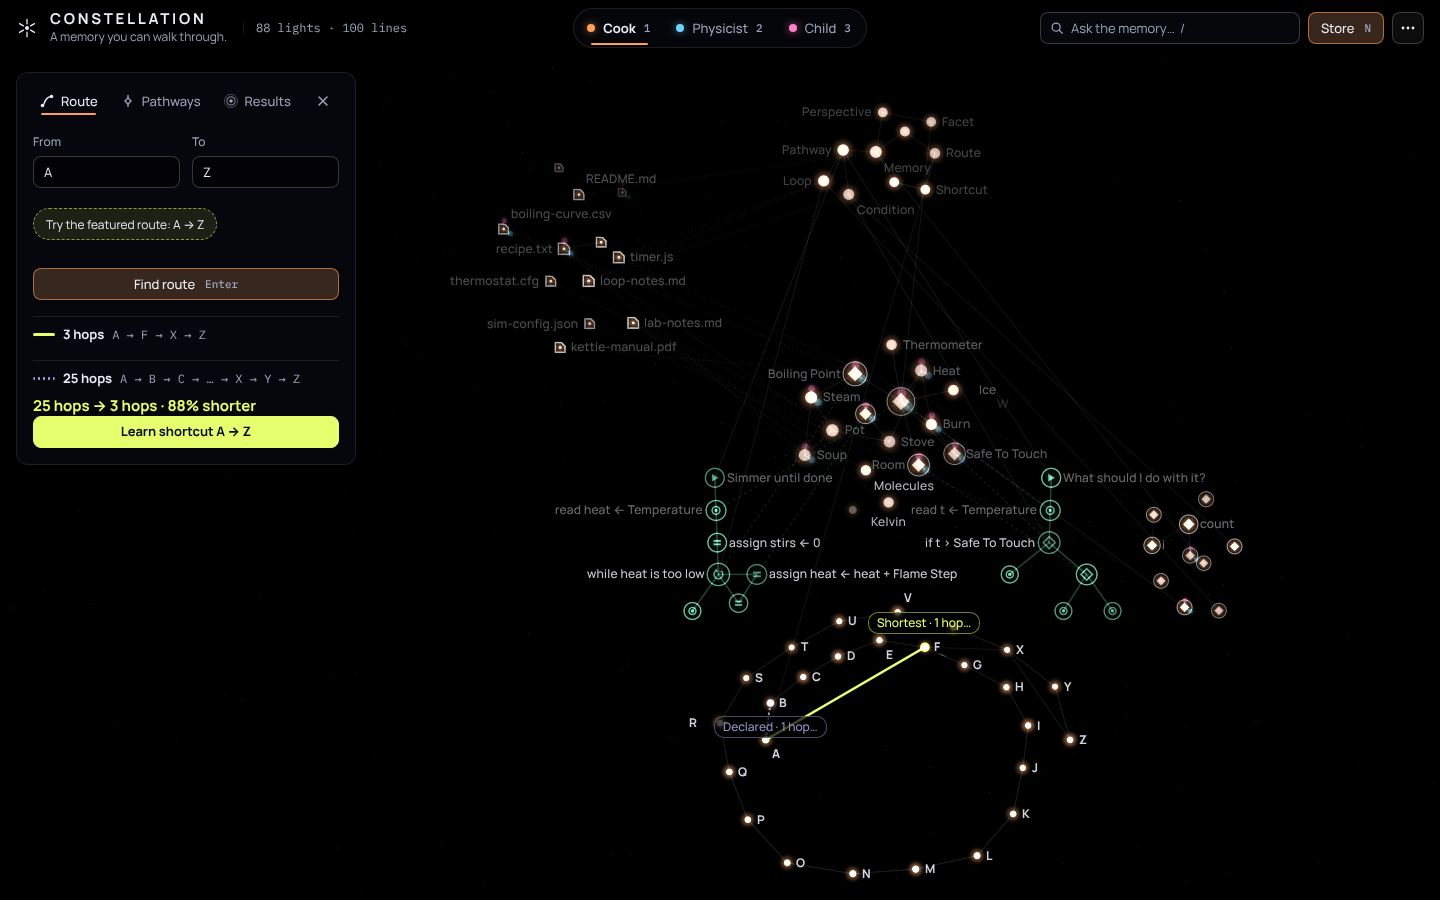 CONSTELLATION
A memory you can walk through.
88 lights · 100 lines
Cook 1
Physicist 2
Child 3
Ask the memory… /
Store N
Route
Pathways
Results
From
To
A
Z
Try the featured route: A → Z
Find route Enter
3 hops A → F → X → Z
25 hops A → B → C → … → X → Y → Z
25 hops → 3 hops · 88% shorter
Learn shortcut A → Z
Perspective
Facet
Pathway
Route
Memory
Loop
Shortcut
Condition
README.md
boiling-curve.csv
recipe.txt
timer.js
thermostat.cfg
loop-notes.md
sim-config.json
lab-notes.md
kettle-manual.pdf
Thermometer
Boiling Point
Heat
Steam
Ice
W
Pot
Burn
Stove
Soup
Room
Safe To Touch
Molecules
Kelvin
Simmer until done
What should I do with it?
read heat ← Temperature
read t ← Temperature
count
assign stirs ← 0
if t > Safe To Touch
i
while heat is too low
assign heat ← heat + Flame Step
V
U
Shortest · 1 hop…
T
D
E
F
X
G
S
C
H
Y
B
R
Declared · 1 hop…
I
A
Z
Q
J
P
K
O
N
M
L